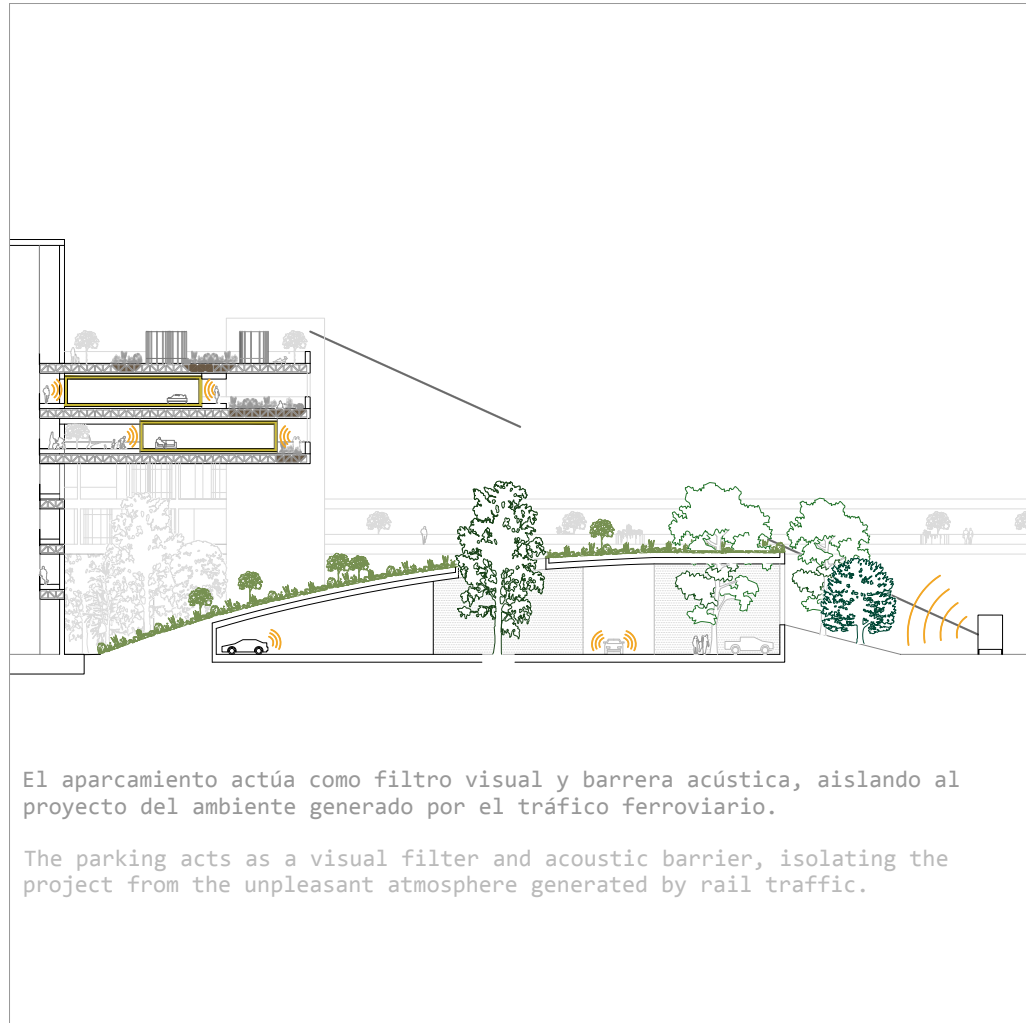 El aparcamiento actúa como filtro visual y barrera acústica, aislando al
proyecto del ambiente generado por el tráfico ferroviario.
The parking acts as a visual filter and acoustic barrier, isolating the
project from the unpleasant atmosphere generated by rail traffic.